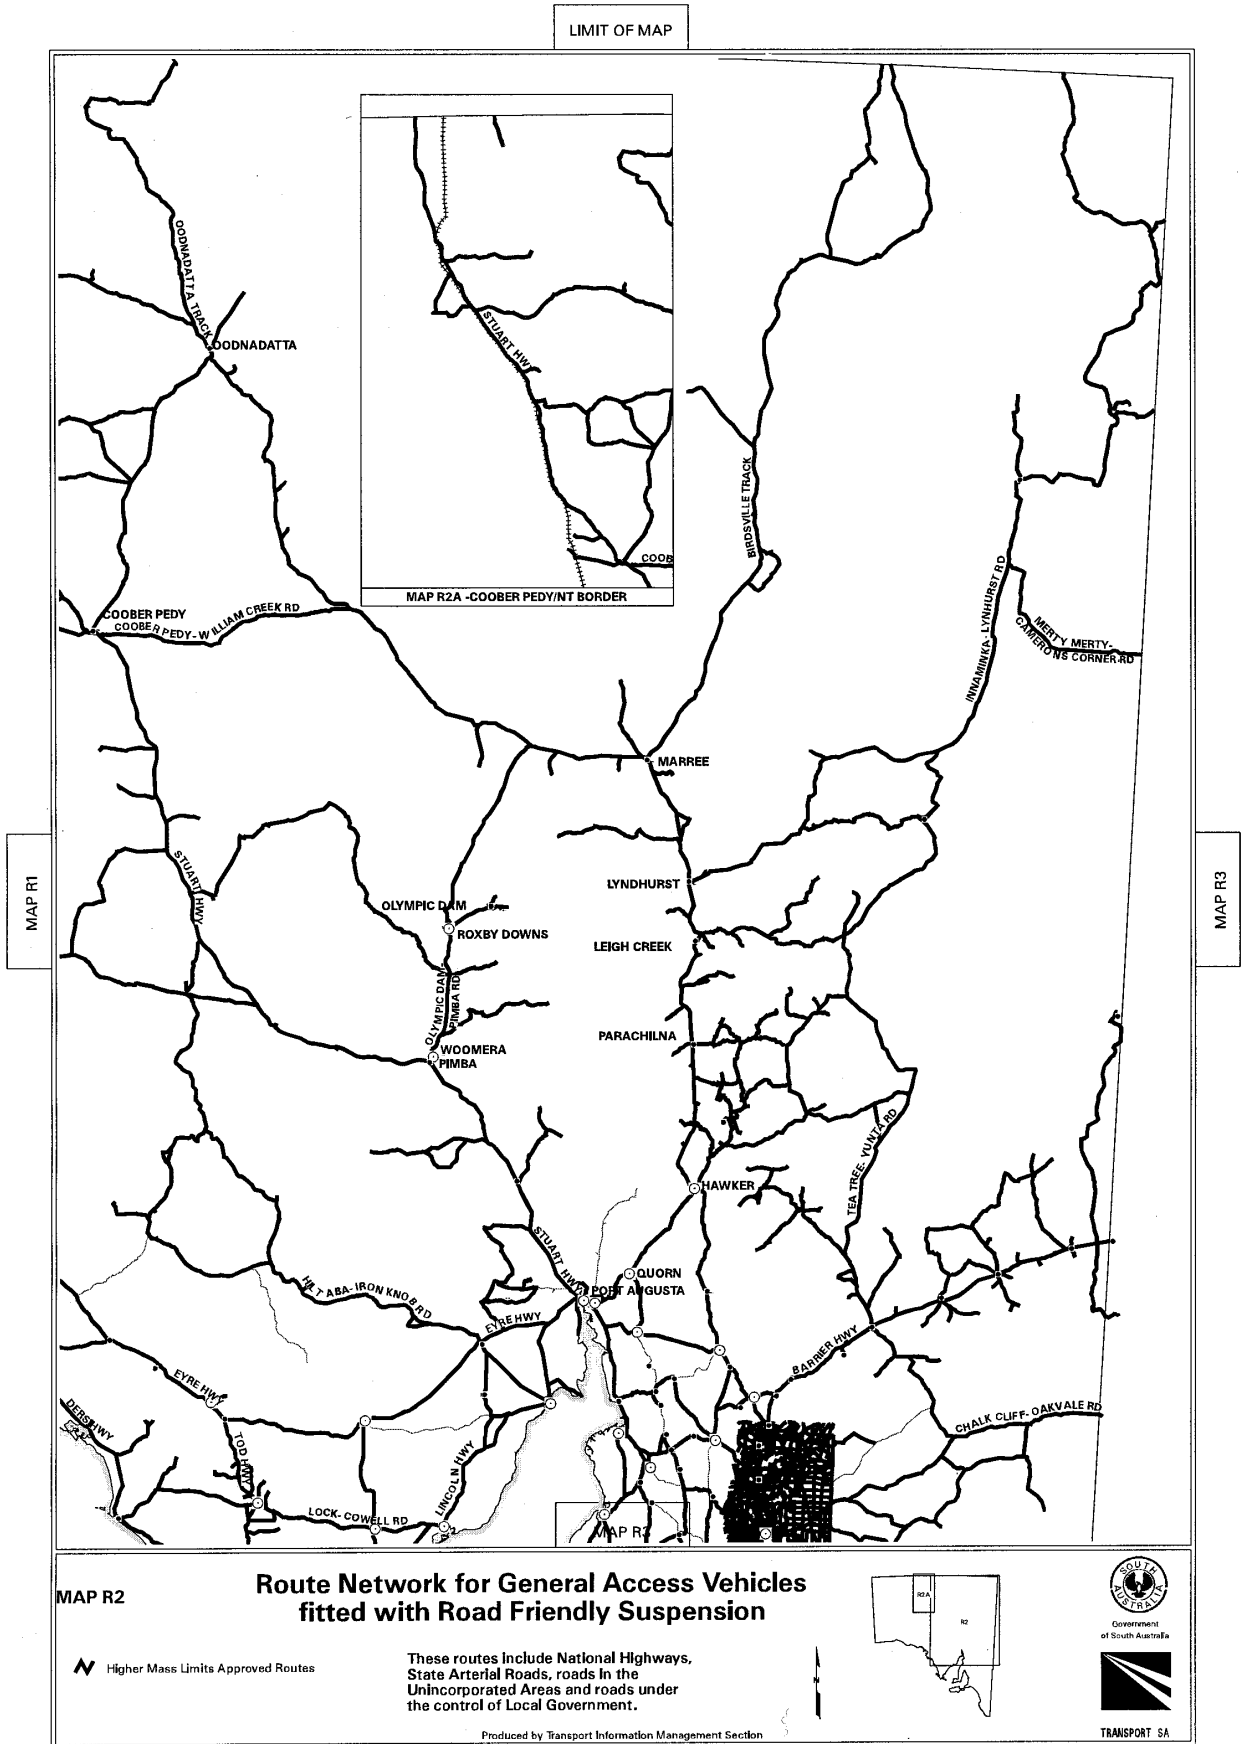 LIMIT OF MAP
OODNADATTA TRACK
OODNADATTA
STUART HWY
COOB
MAP R2A -COOBER PEDY/NT BORDER
BIRDSVILLE TRACK
INNAMINKA - LYNHURST RD
MERTY MERTY-
CAMERONS CORNER RD
COOBER PEDY
COOBER PEDY- WILLIAM CREEK RD
MARREE
MAP R1
MAP R3
STUART HWY
LYNDHURST
OLYMPIC DAM
ROXBY DOWNS
LEIGH CREEK
OLYMPIC DAM-
PIMBA RD
PARACHILNA
WOOMERA
PIMBA
TEA TREE- YUNTA RD
HAWKER
STUART HWY
QUORN
PORT AUGUSTA
HILTABA- IRON KNOB RD
EYRE HWY
BARRIER HWY
EYRE HWY
CHALK CLIFF- OAKVALE RD
DERS HWY
TOD HWY
LINCOLN HWY
LOCK- COWELL RD
MAP R3
MAP R2
Route Network for General Access Vehicles
fitted with Road Friendly Suspension
Higher Mass Limits Approved Routes
These routes include National Highways,
State Arterial Roads, roads in the
Unincorporated Areas and roads under
the control of Local Government.
Produced by Transport Information Management Section
N
R2A
R2
SOUTH
AUSTRALIA
Government
of South Australia
TRANSPORT SA